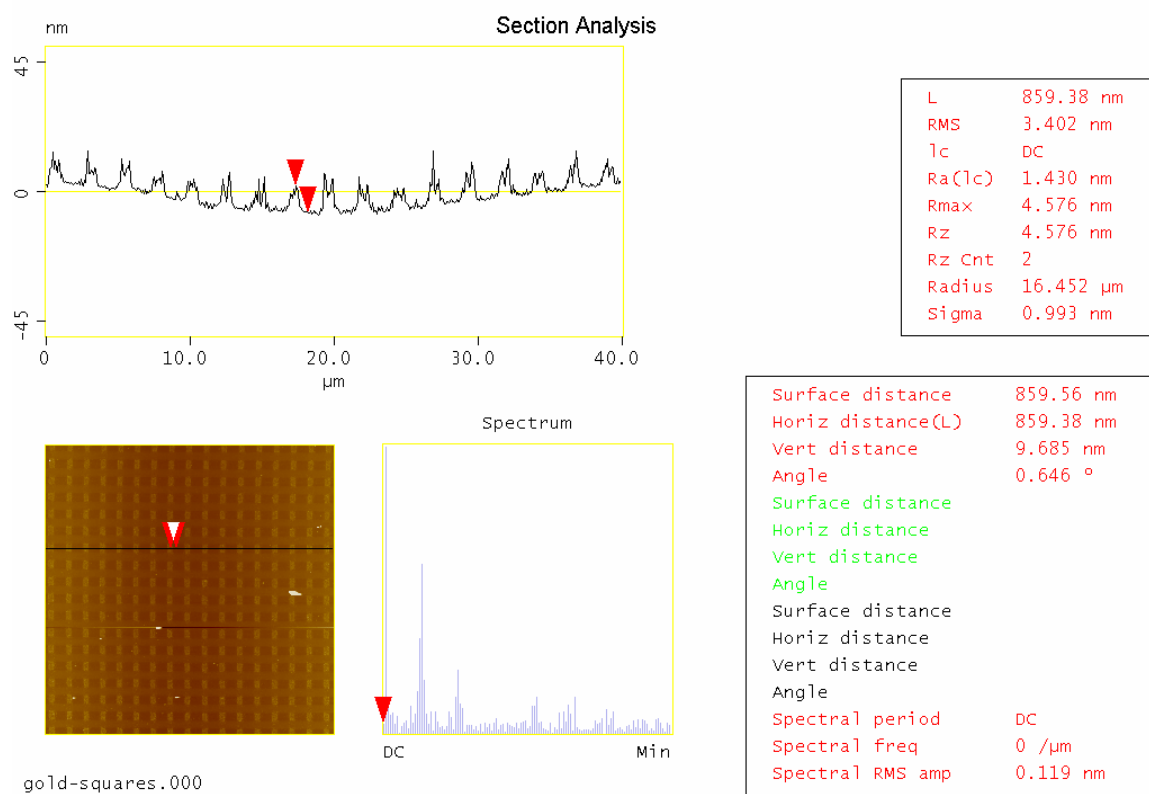 Section Analysis
nm
45
0
-45
0 10.0 20.0 30.0 40.0
µm
L 859.38 nm
RMS 3.402 nm
lc DC
Ra(lc) 1.430 nm
Rmax 4.576 nm
Rz 4.576 nm
Rz Cnt 2
Radius 16.452 µm
Sigma 0.993 nm
Surface distance 859.56 nm
Horiz distance(L) 859.38 nm
Vert distance 9.685 nm
Angle 0.646 °
Surface distance
Horiz distance
Vert distance
Angle
Surface distance
Horiz distance
Vert distance
Angle
Spectral period DC
Spectral freq 0 /µm
Spectral RMS amp 0.119 nm
Spectrum
DC Min
gold-squares.000